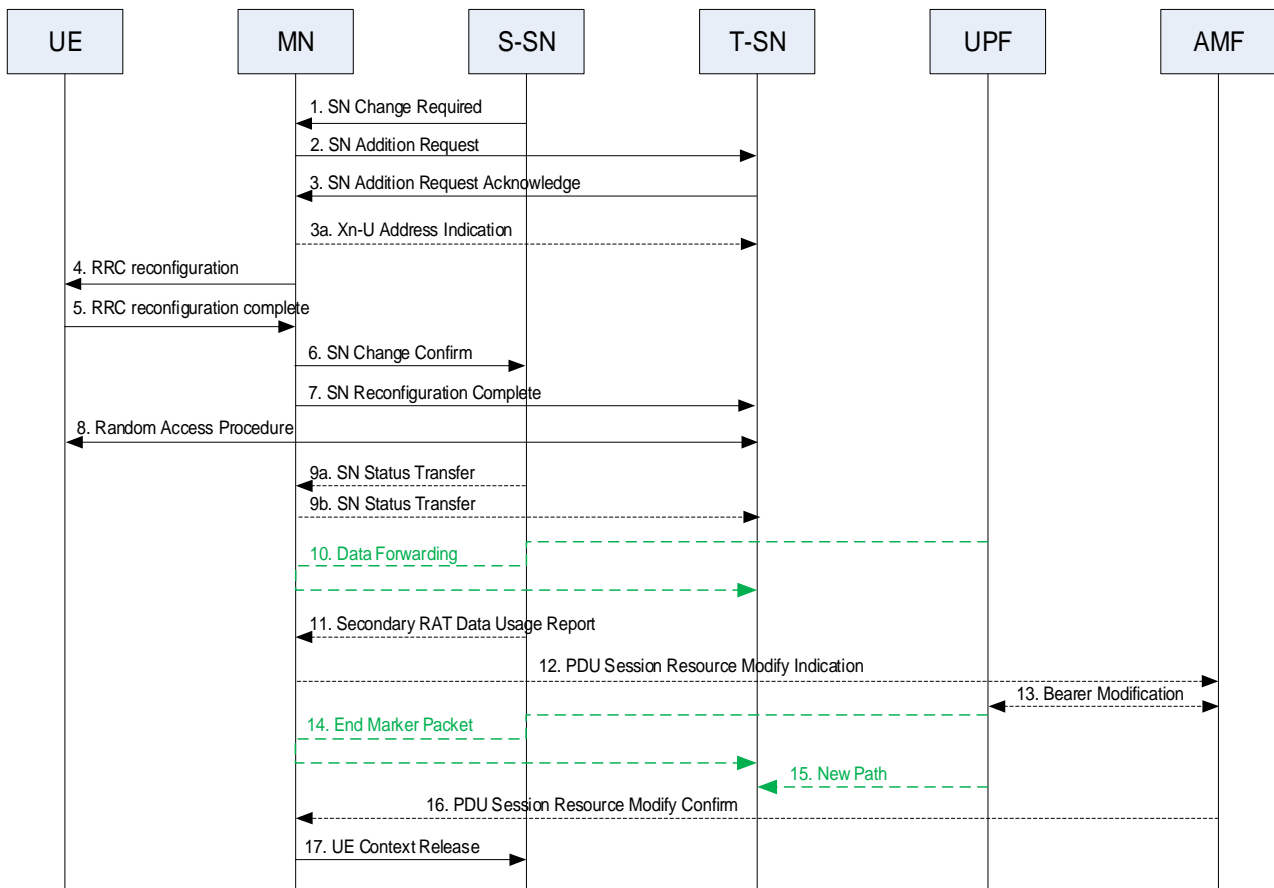 UE
MN
S-SN
T-SN
UPF
AMF
1. SN Change Required
2. SN Addition Request
3. SN Addition Request Acknowledge
3a. Xn-U Address Indication
4. RRC reconfiguration
5. RRC reconfiguration complete
6. SN Change Confirm
7. SN Reconfiguration Complete
8. Random Access Procedure
9a. SN Status Transfer
9b. SN Status Transfer
10. Data Forwarding
11. Secondary RAT Data Usage Report
12. PDU Session Resource Modify Indication
13. Bearer Modification
14. End Marker Packet
15. New Path
16. PDU Session Resource Modify Confirm
17. UE Context Release